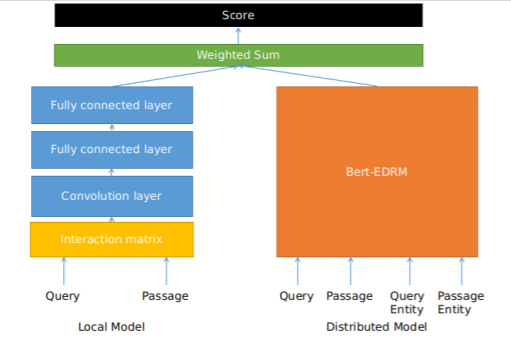 Score
Weighted Sum
Fully connected layer
Fully connected layer
Convolution layer
Interaction matrix
Query
Passage
Local Model
Bert-EDRM
Query
Passage
Query
Entity
Passage
Entity
Distributed Model